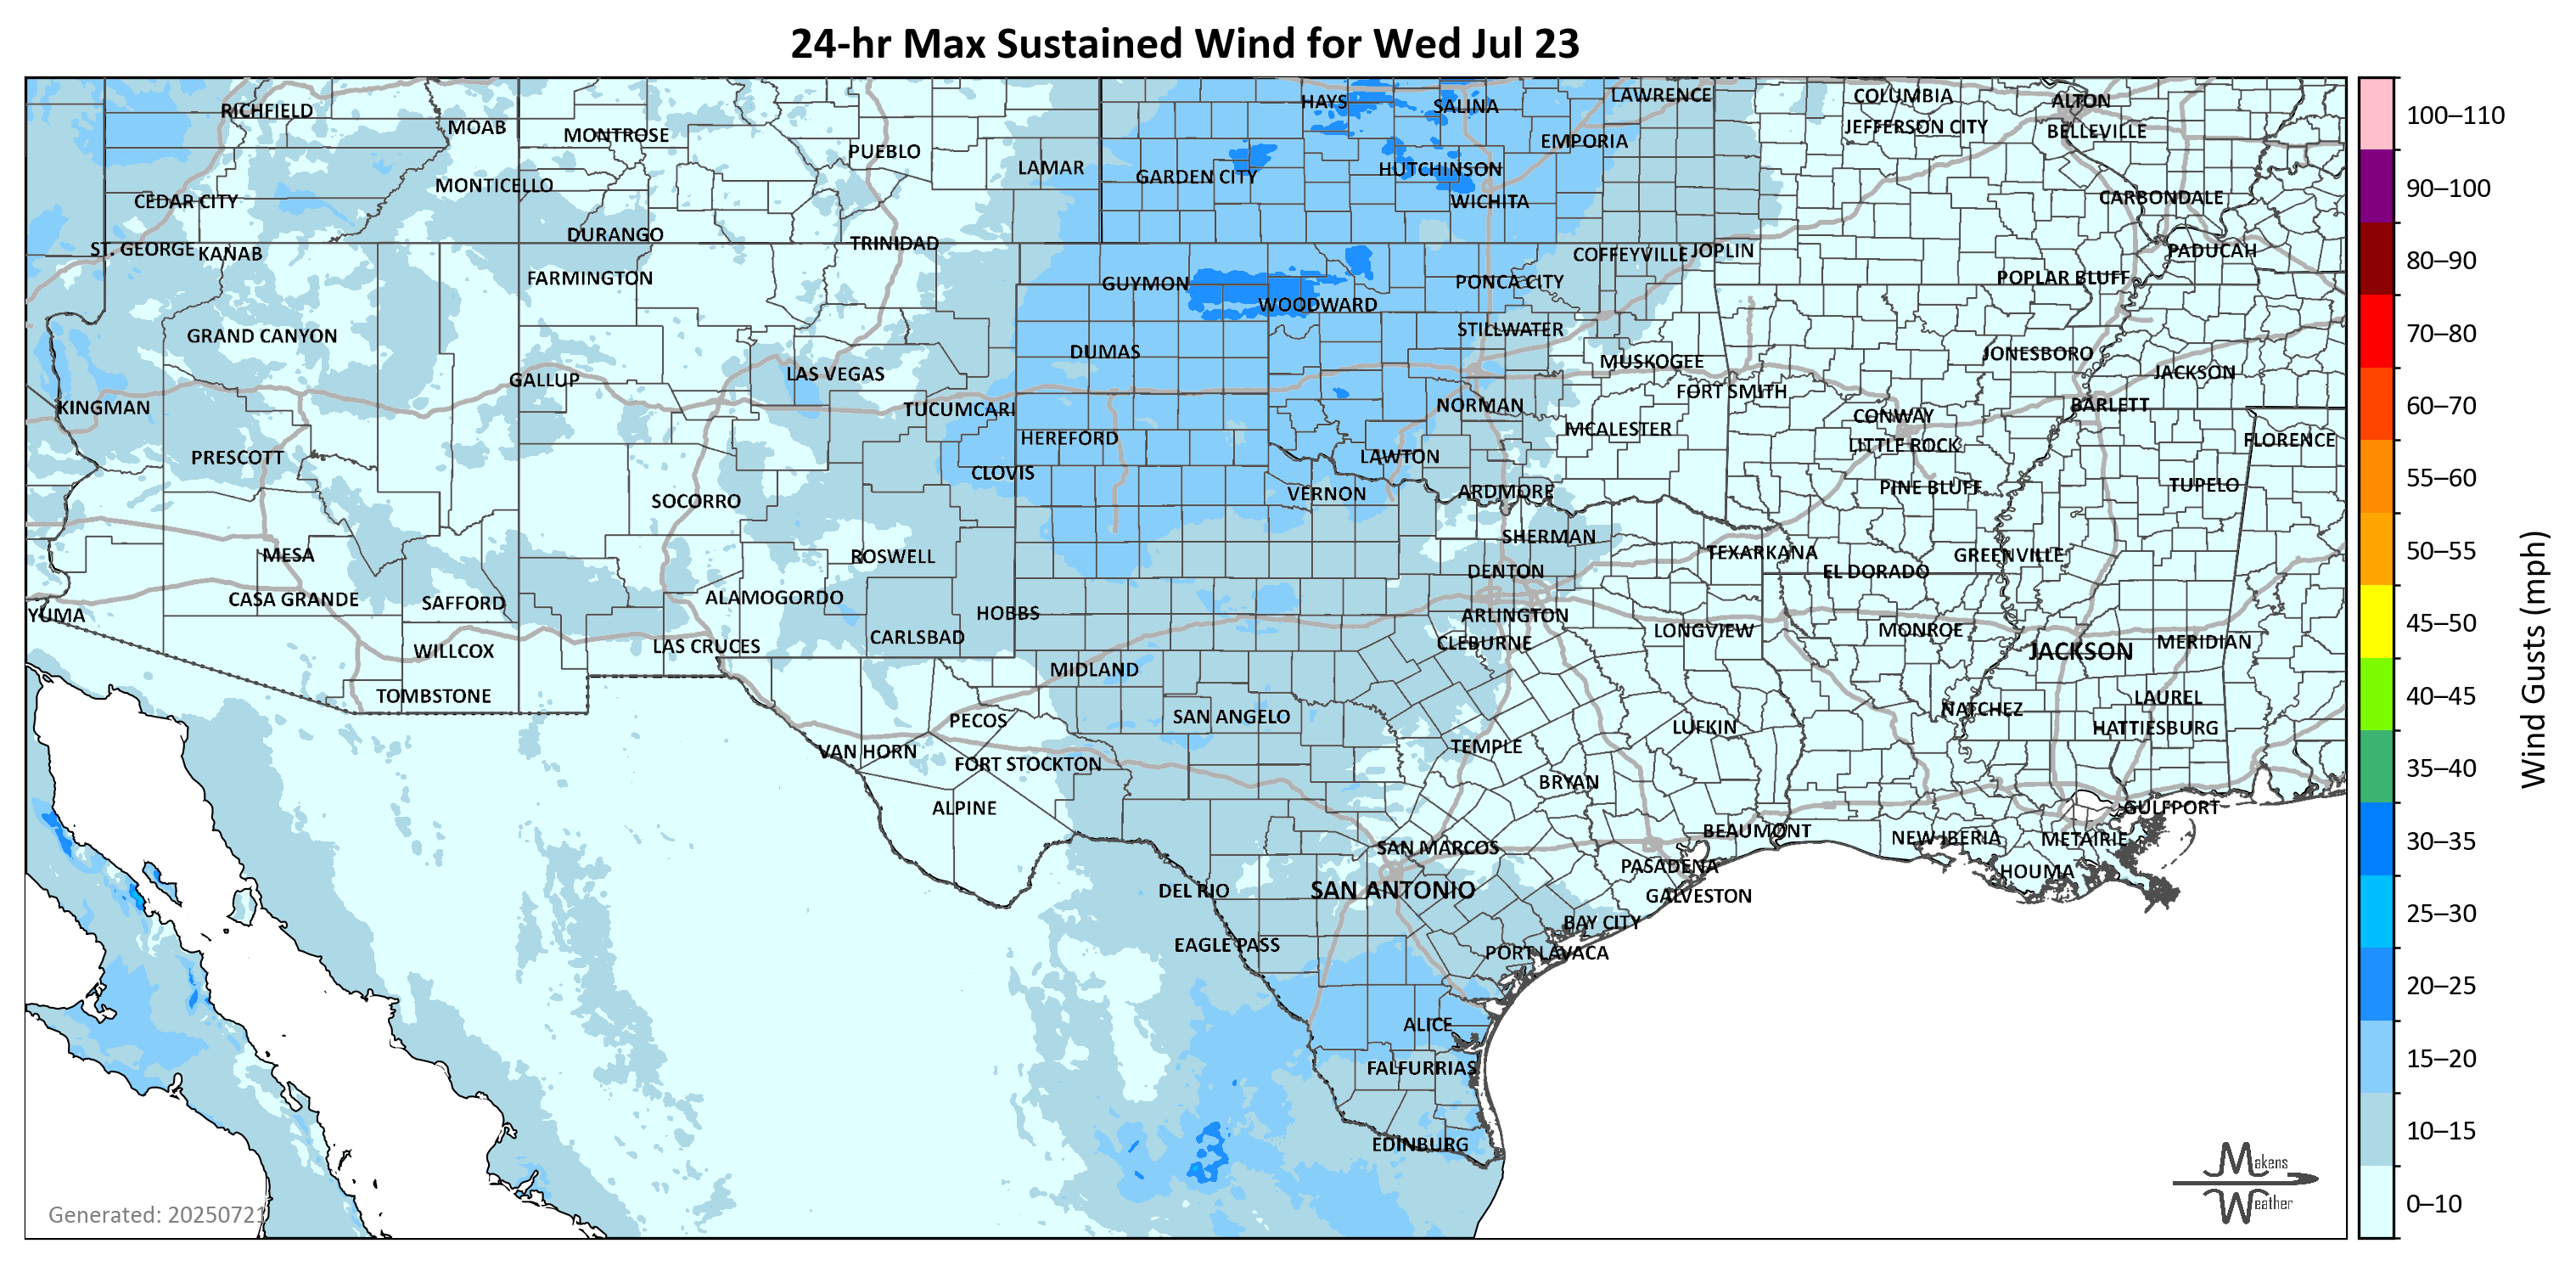 24-hr Max Sustained Wind for Wed Jul 23
RICHFIELD
MOAB
MONTROSE
PUEBLO
LAMAR
HAYS
SALINA
LAWRENCE
COLUMBIA
ALTON
JEFFERSON CITY
BELLEVILLE
EMPORIA
GARDEN CITY
HUTCHINSON
WICHITA
MONTICELLO
CEDAR CITY
CARBONDALE
ST. GEORGE
KANAB
DURANGO
TRINIDAD
COFFEYVILLE
JOPLIN
PADUCAH
FARMINGTON
GUYMON
WOODWARD
PONCA CITY
POPLAR BLUFF
GRAND CANYON
DUMAS
STILLWATER
MUSKOGEE
JONESBORO
JACKSON
GALLUP
LAS VEGAS
TUCUMCARI
KINGMAN
NORMAN
FORT SMITH
CONWAY
BARLETT
PRESCOTT
HEREFORD
CLOVIS
LAWTON
MCALESTER
LITTLE ROCK
FLORENCE
SOCORRO
VERNON
ARDMORE
PINE BLUFF
TUPELO
MESA
ROSWELL
SHERMAN
TEXARKANA
GREENVILLE
DENTON
EL DORADO
YUMA
CASA GRANDE
SAFFORD
ALAMOGORDO
HOBBS
ARLINGTON
CARLSBAD
CLEBURNE
LONGVIEW
MONROE
JACKSON
MERIDIAN
WILLCOX
LAS CRUCES
MIDLAND
TOMBSTONE
LAUREL
PECOS
SAN ANGELO
LUFKIN
NATCHEZ
HATTIESBURG
VAN HORN
FORT STOCKTON
TEMPLE
BRYAN
ALPINE
GULFPORT
SAN MARCOS
BEAUMONT
NEW IBERIA
METAIRIE
PASADENA
HOUMA
DEL RIO
SAN ANTONIO
GALVESTON
BAY CITY
EAGLE PASS
PORT LAVACA
ALICE
FALFURRIAS
EDINBURG
Generated: 20250721
Makens
Weather
100–110
90–100
80–90
70–80
60–70
55–60
50–55
45–50
40–45
35–40
30–35
25–30
20–25
15–20
10–15
0–10
Wind Gusts (mph)